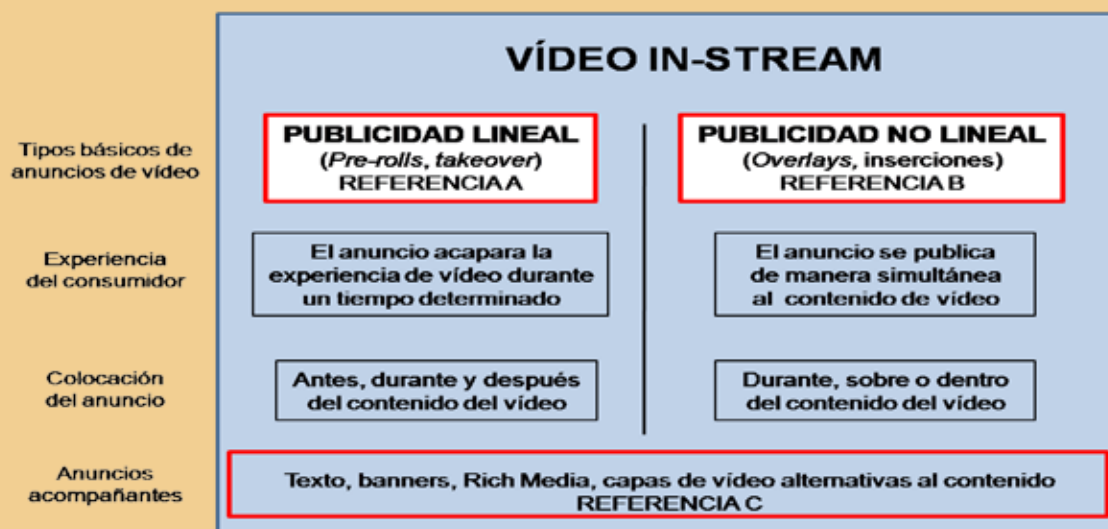 VÍDEO IN-STREAM
Tipos básicos de
anuncios de vídeo
PUBLICIDAD LINEAL
(Pre-rolls, takeover)
REFERENCIA A
PUBLICIDAD NO LINEAL
(Overlays, inserciones)
REFERENCIA B
Experiencia
del consumidor
El anuncio acapara la
experiencia de vídeo durante
un tiempo determinado
El anuncio se publica
de manera simultánea
al contenido de vídeo
Colocación
del anuncio
Antes, durante y después
del contenido del vídeo
Durante, sobre o dentro
del contenido del vídeo
Anuncios
acompañantes
Texto, banners, Rich Media, capas de vídeo alternativas al contenido
REFERENCIA C